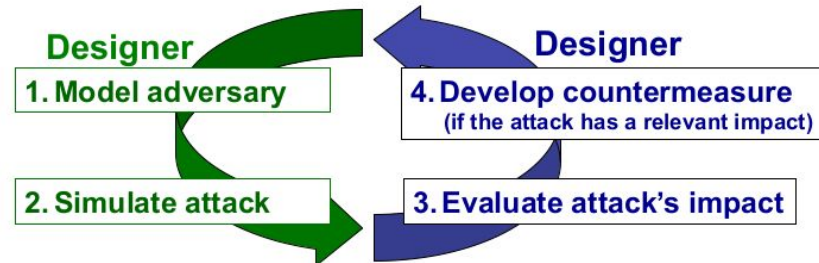 Designer
1. Model adversary
2. Simulate attack
Designer
4. Develop countermeasure
(if the attack has a relevant impact)
3. Evaluate attack's impact